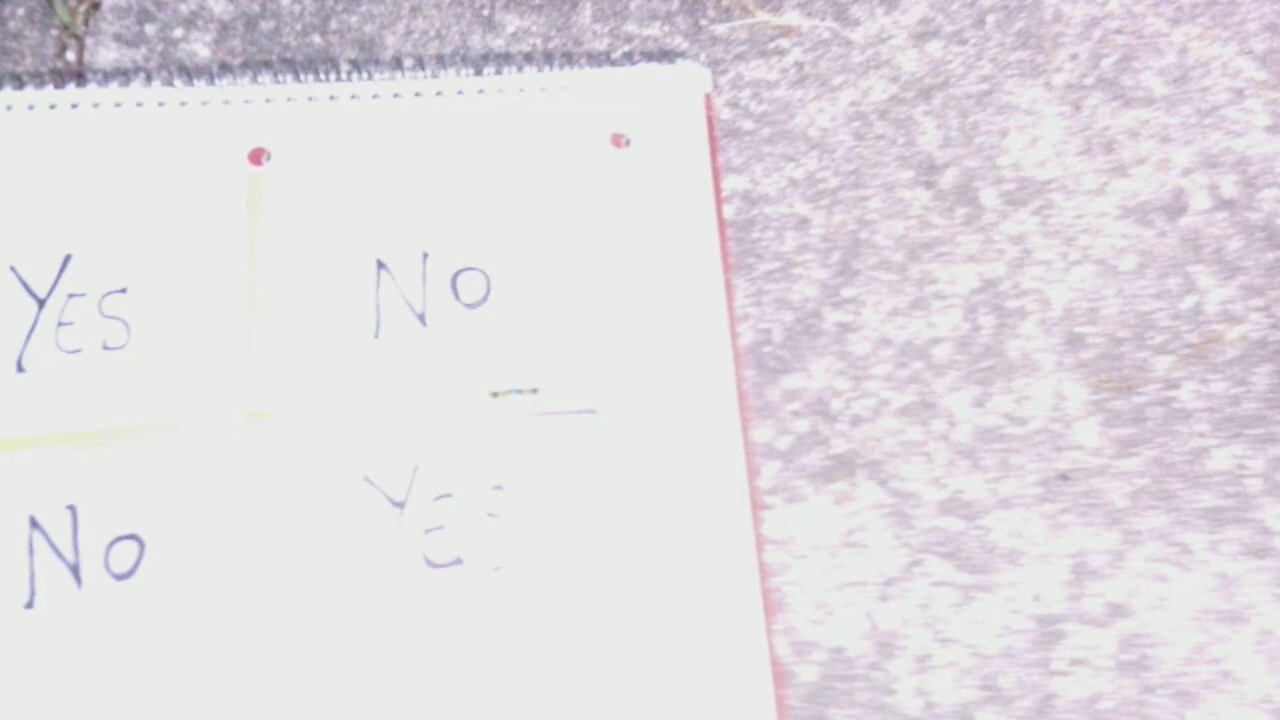 YES NO
NO YES